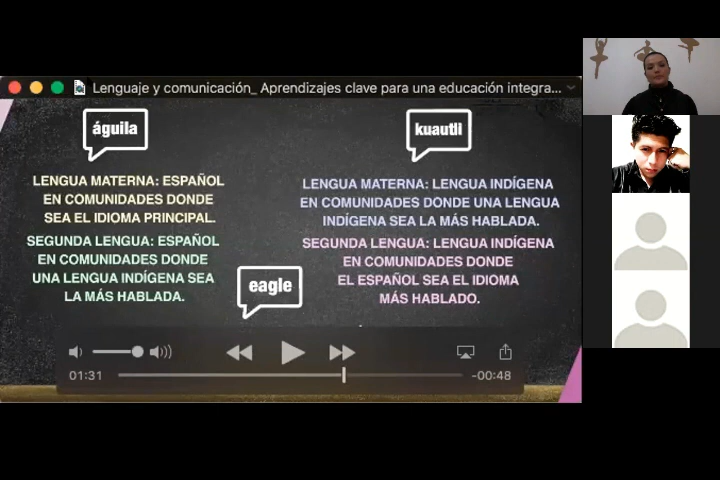 Lenguaje y comunicación_ Aprendizajes clave para una educación integra...
águila
LENGUA MATERNA: ESPAÑOL
EN COMUNIDADES DONDE
SEA EL IDIOMA PRINCIPAL.
SEGUNDA LENGUA: ESPAÑOL
EN COMUNIDADES DONDE
UNA LENGUA INDÍGENA SEA
LA MÁS HABLADA.
kuautli
LENGUA MATERNA: LENGUA INDÍGENA
EN COMUNIDADES DONDE UNA LENGUA
INDÍGENA SEA LA MÁS HABLADA.
SEGUNDA LENGUA: LENGUA INDÍGENA
EN COMUNIDADES DONDE
EL ESPAÑOL SEA EL IDIOMA
MÁS HABLADO.
eagle
01:31
-00:48